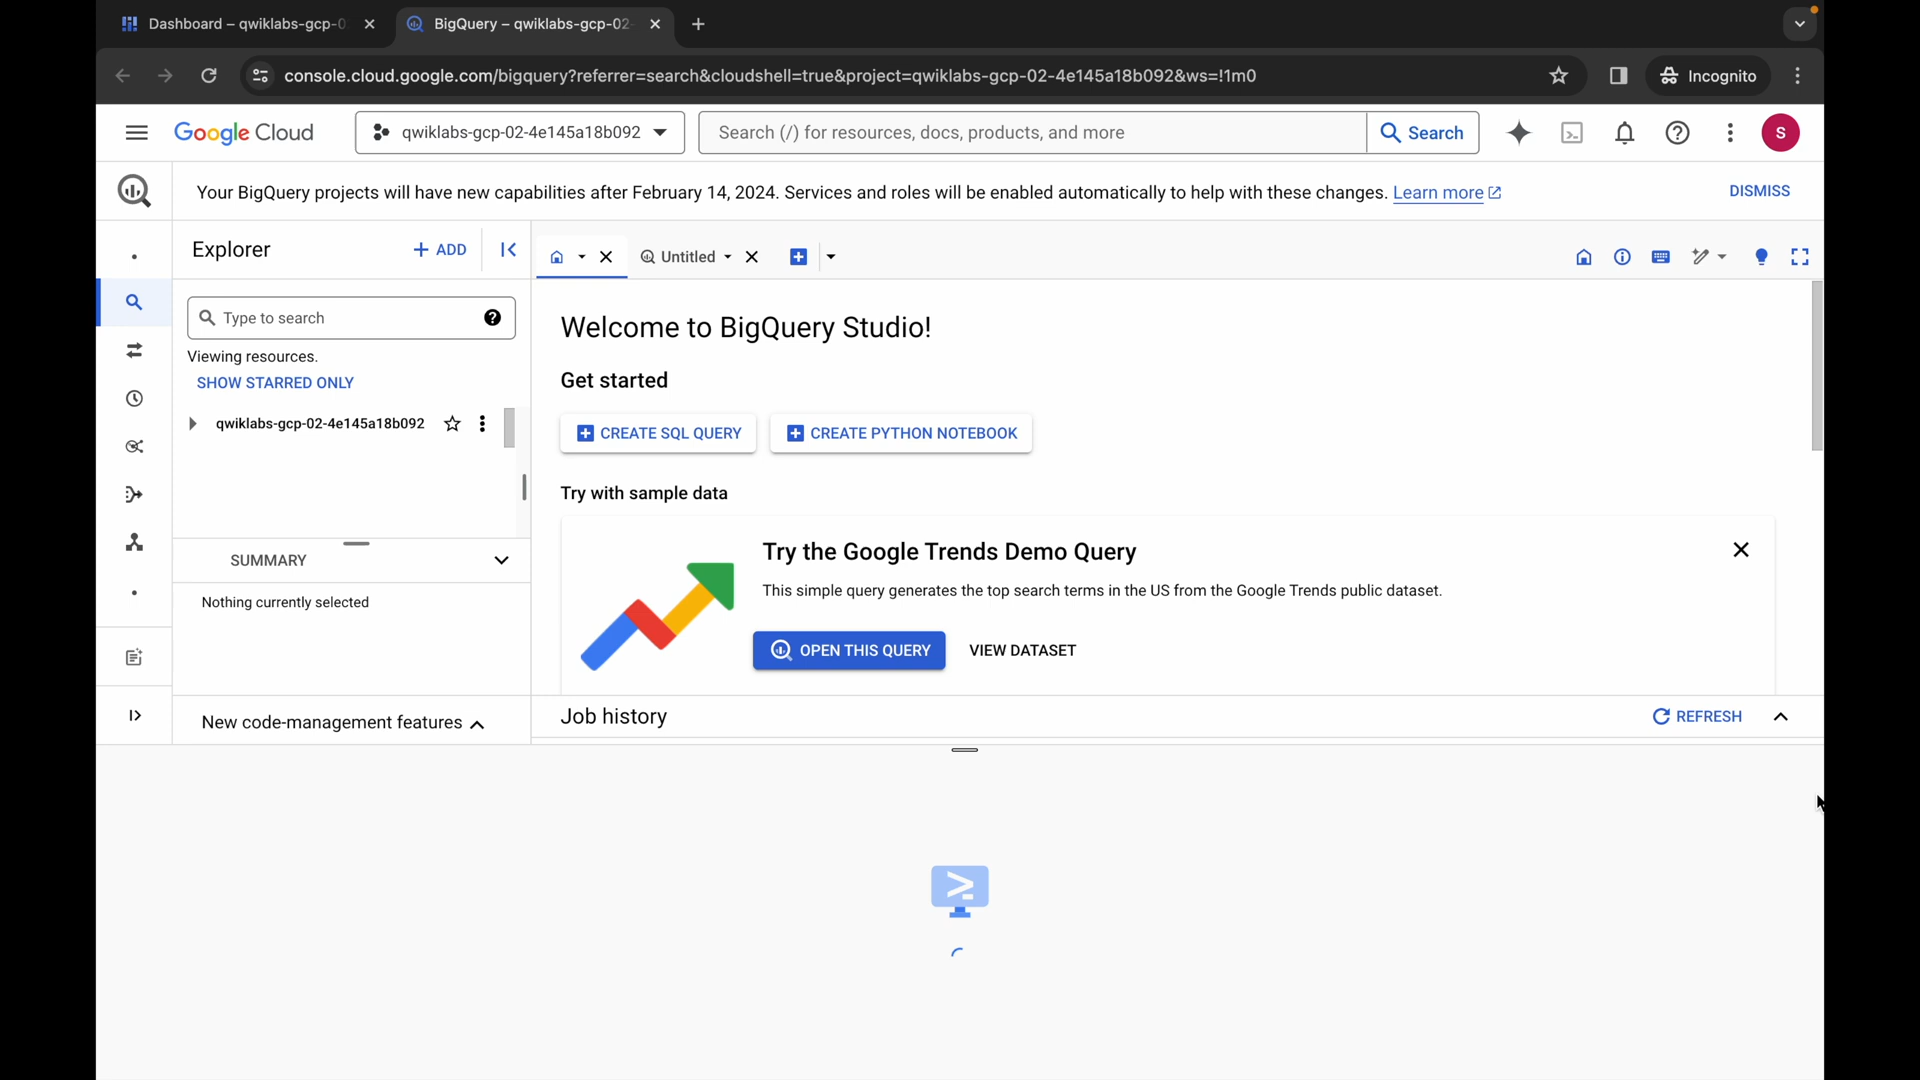 Dashboard – qwiklabs-gcp-0
BigQuery – qwiklabs-gcp-02-
console.cloud.google.com/bigquery?referrer=search&cloudshell=true&project=qwiklabs-gcp-02-4e145a18b092&ws=!1m0
Incognito
Google Cloud
qwiklabs-gcp-02-4e145a18b092
Search (/) for resources, docs, products, and more
Search
S
Your BigQuery projects will have new capabilities after February 14, 2024. Services and roles will be enabled automatically to help with these changes. Learn more
DISMISS
Explorer
+ ADD
Untitled
Type to search
Viewing resources.
SHOW STARRED ONLY
qwiklabs-gcp-02-4e145a18b092
SUMMARY
Nothing currently selected
New code-management features
Welcome to BigQuery Studio!
Get started
CREATE SQL QUERY
CREATE PYTHON NOTEBOOK
Try with sample data
Try the Google Trends Demo Query
This simple query generates the top search terms in the US from the Google Trends public dataset.
OPEN THIS QUERY
VIEW DATASET
Job history
REFRESH